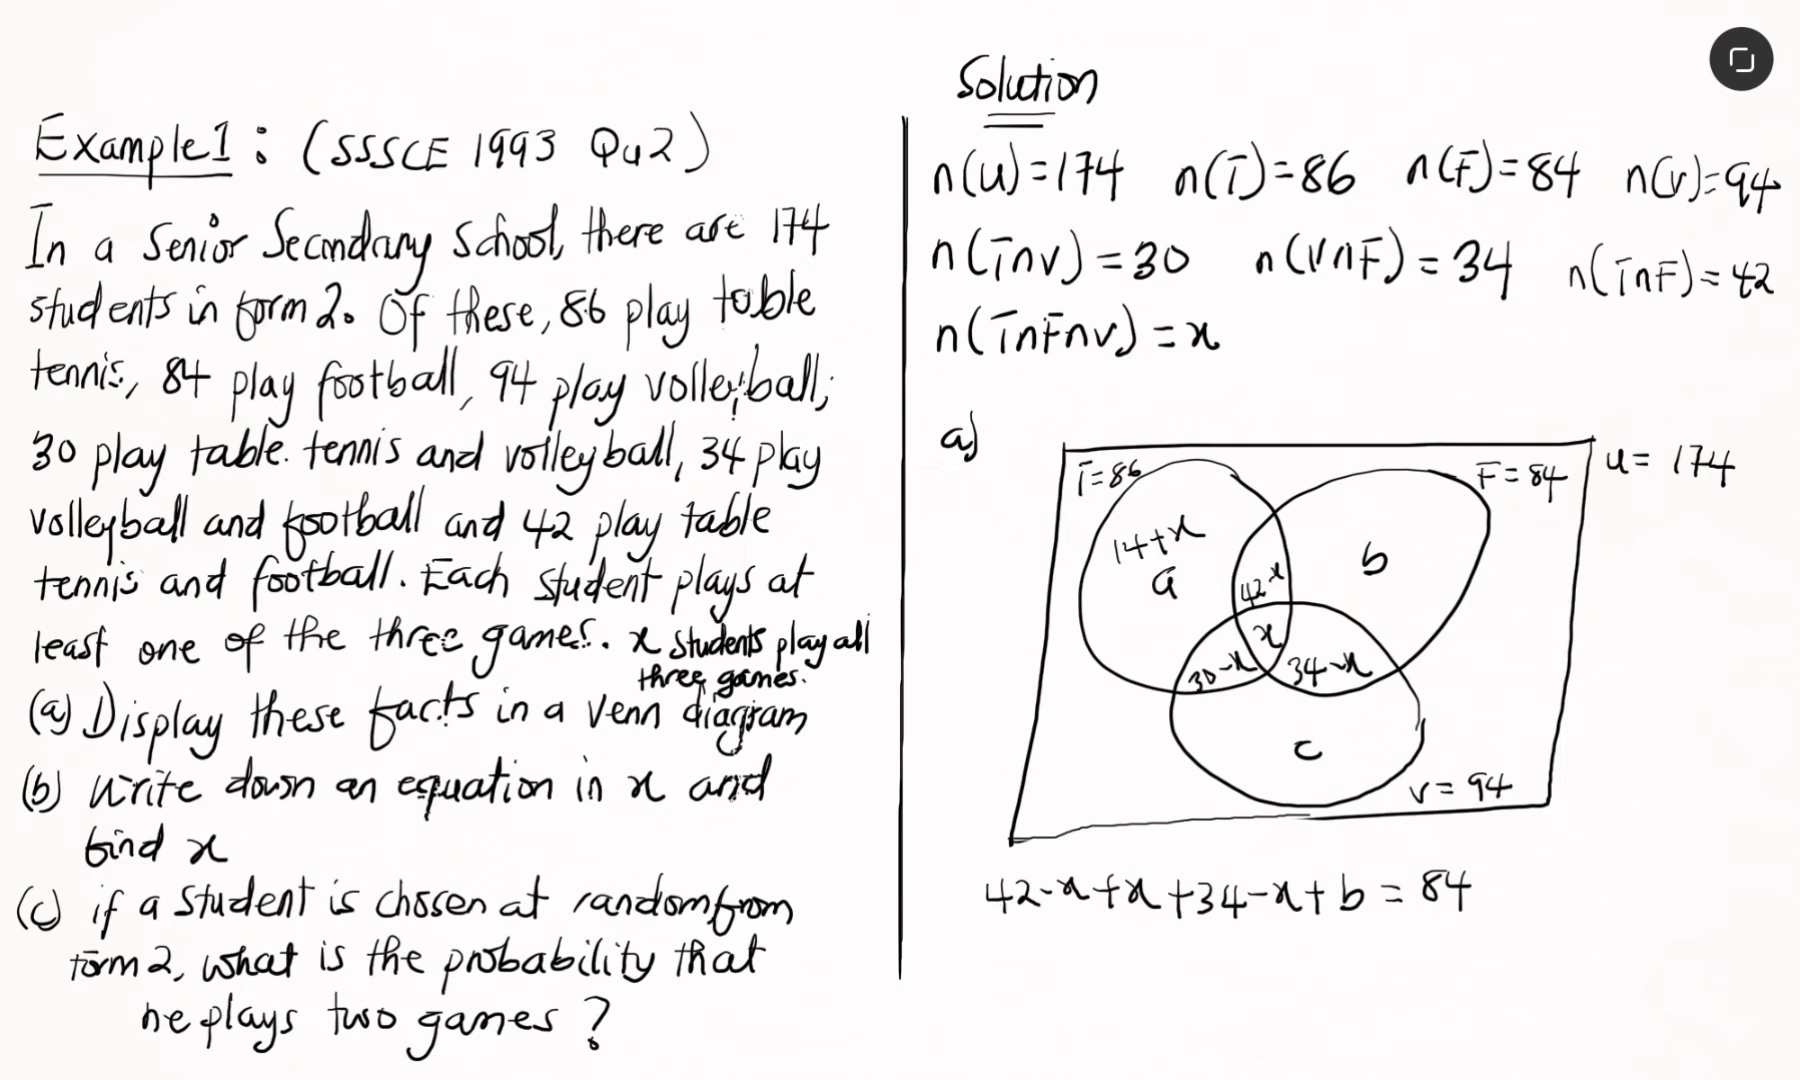 Example 1: (SSSCE 1993 Qu2)
In a Senior Secondary School, there are 174
students in form 2. Of these, 86 play table
tennis, 84 play football, 94 play volleyball;
30 play table tennis and volleyball, 34 play
volleyball and football and 42 play table
tennis and football. Each student plays at
least one of the three games. x students play all
three games.
(a) Display these facts in a Venn diagram
(b) Write down an equation in x and
find x
(c) if a student is chosen at random from
form 2, what is the probability that
he plays two games?
Solution
n(U)=174 n(T)=86 n(F)=84 n(V)=94
n(T∩V)=30 n(V∩F)=34 n(T∩F)=42
n(T∩F∩V)=x
a)
T=86 F=84 U=174
14+x
a b
42-x
x
30-x 34-x
c
V=94
42-x+x+34-x+b=84